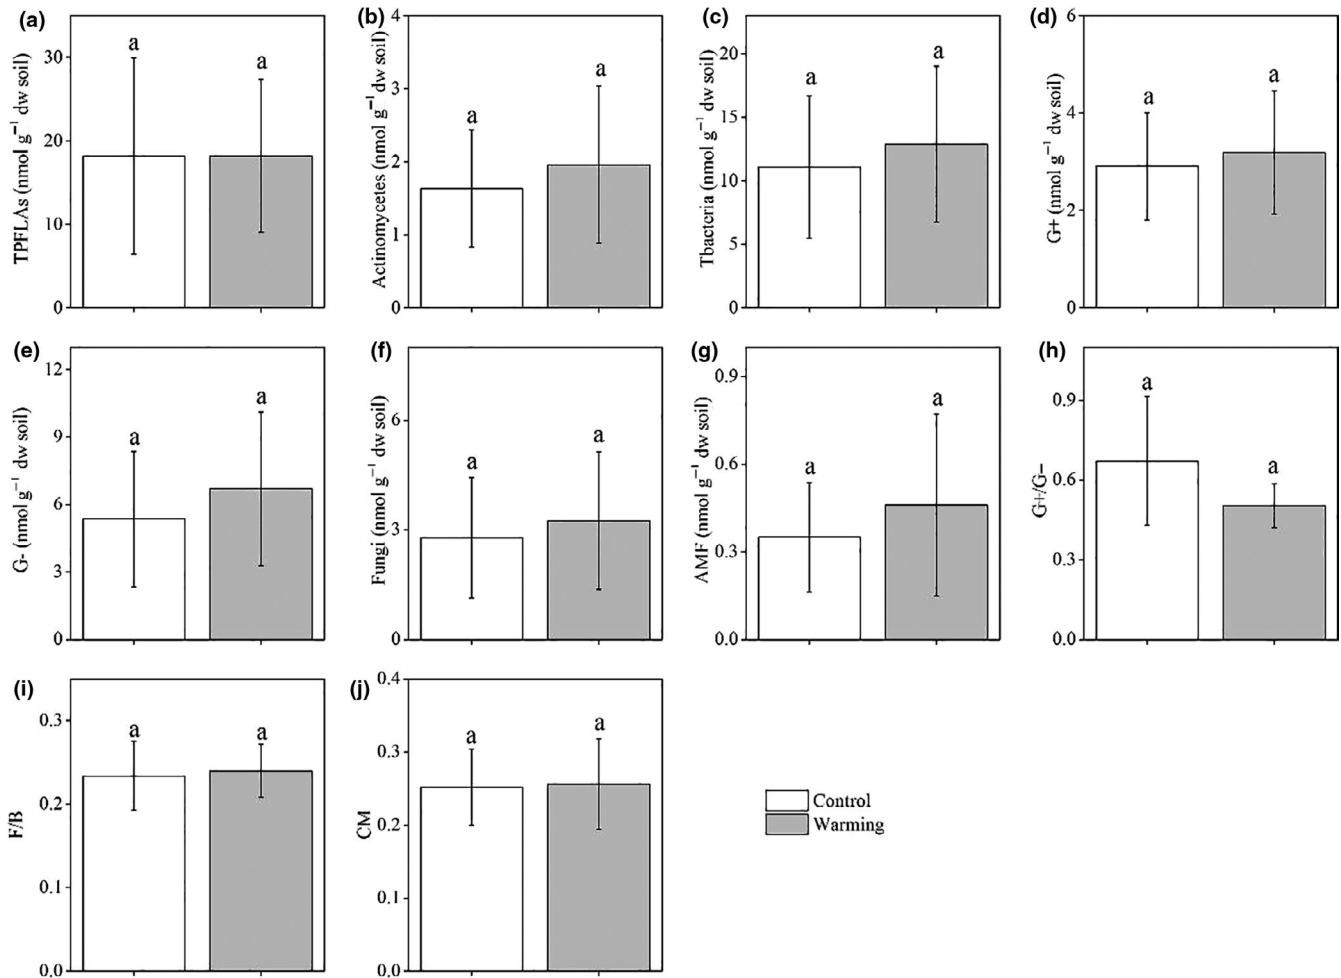 (a)
TPFLAs (nmol g⁻¹ dw soil)
30
20
10
0
a
a
(b)
Actinomycetes (nmol g⁻¹ dw soil)
4
3
2
1
0
a
a
(c)
Tbacteria (nmol g⁻¹ dw soil)
20
15
10
5
0
a
a
(d)
G+ (nmol g⁻¹ dw soil)
6
4
2
0
a
a
(e)
G- (nmol g⁻¹ dw soil)
12
9
6
3
0
a
a
(f)
Fungi (nmol g⁻¹ dw soil)
6
3
0
a
a
(g)
AMF (nmol g⁻¹ dw soil)
0.9
0.6
0.3
0.0
a
a
(h)
G+/G−
0.9
0.6
0.3
0.0
a
a
(i)
F/B
0.3
0.2
0.1
0.0
a
a
(j)
CM
0.4
0.3
0.2
0.1
0.0
a
a
Control
Warming